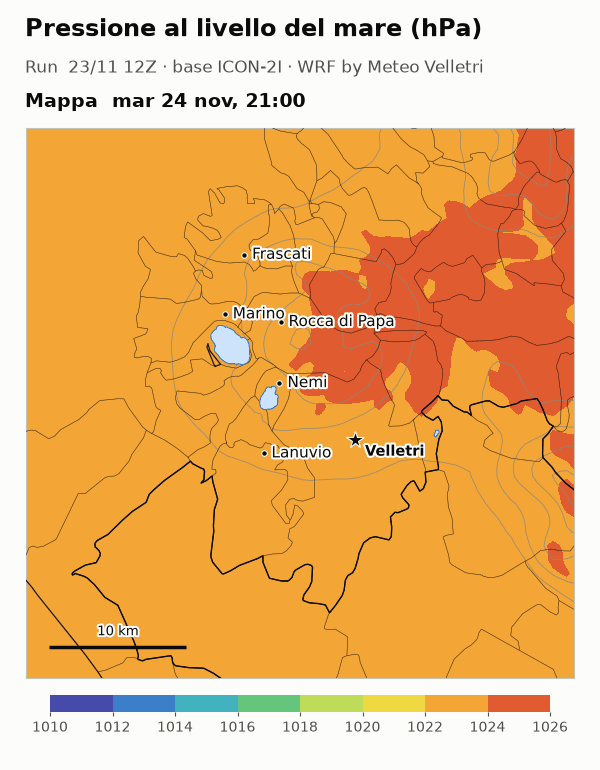 Pressione al livello del mare (hPa)
Run  23/11 12Z · base ICON-2I · WRF by Meteo Velletri
Mappa  mar 24 nov, 21:00
Frascati
Marino
Rocca di Papa
Nemi
Velletri
Lanuvio
10 km
1010 1012 1014 1016 1018 1020 1022 1024 1026